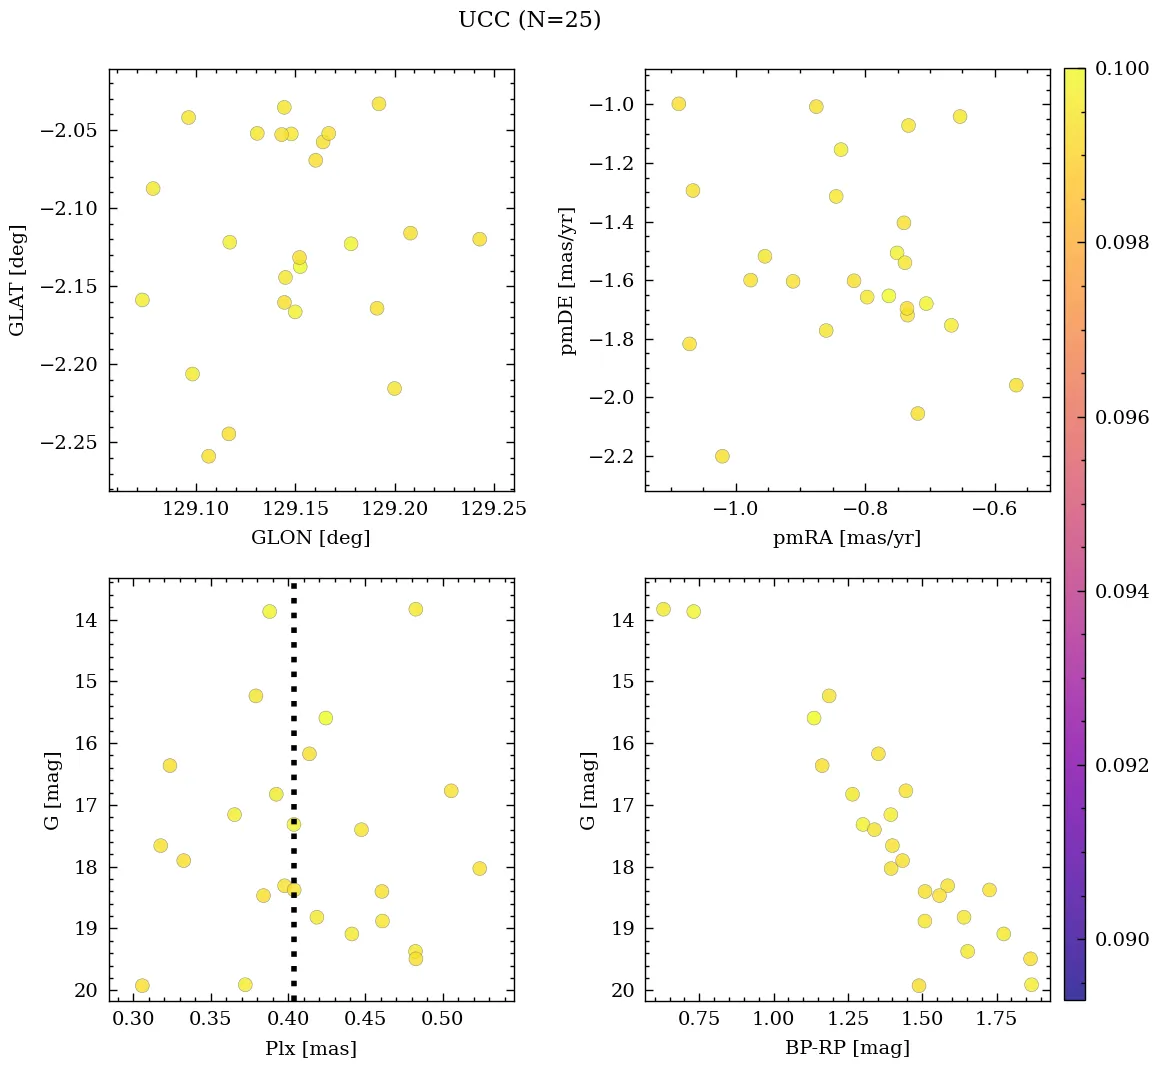 UCC (N=25)
−2.05
−2.10
−2.15
−2.20
−2.25
GLAT [deg]
129.10 129.15 129.20 129.25
GLON [deg]
−1.0
−1.2
−1.4
−1.6
−1.8
−2.0
−2.2
pmDE [mas/yr]
−1.0 −0.8 −0.6
pmRA [mas/yr]
14
15
16
17
18
19
20
G [mag]
0.30 0.35 0.40 0.45 0.50
Plx [mas]
14
15
16
17
18
19
20
G [mag]
0.75 1.00 1.25 1.50 1.75
BP-RP [mag]
0.100
0.098
0.096
0.094
0.092
0.090